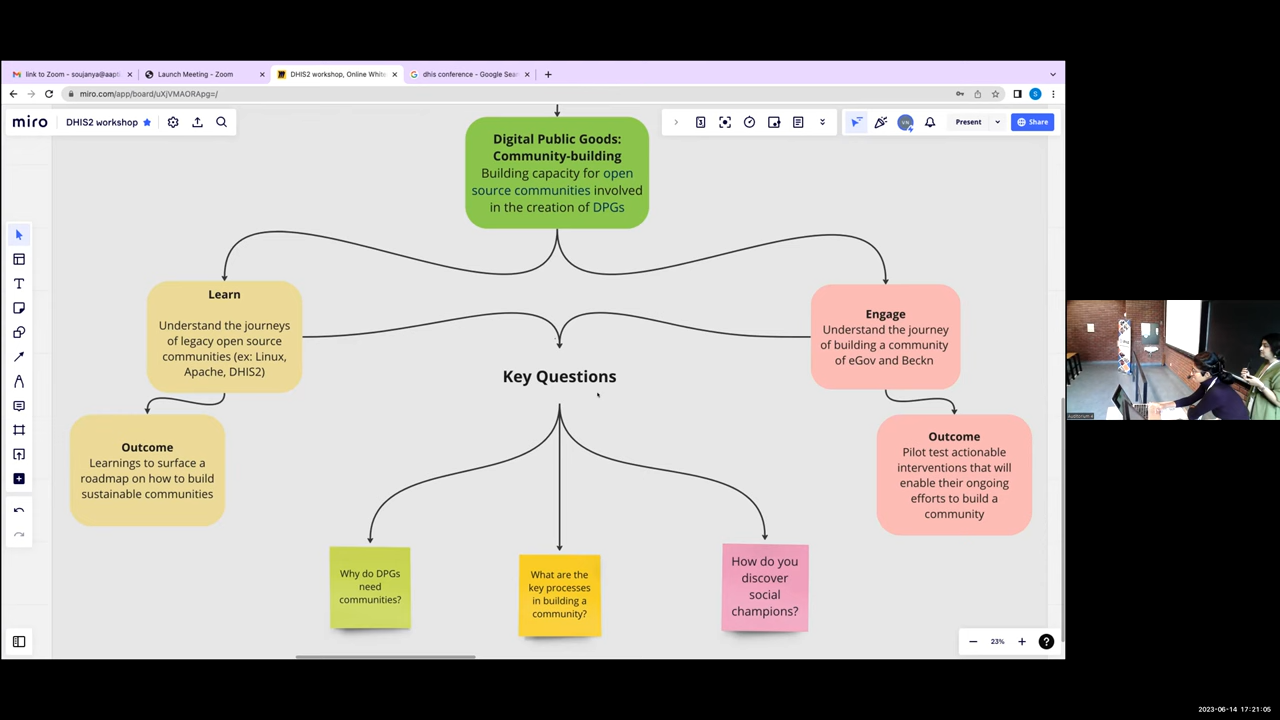 link to Zoom - soujanya@aapt
Launch Meeting - Zoom
DHIS2 workshop, Online White
dhis conference - Google Sear
miro.com/app/board/uXjVMAORApg=/
miro
DHIS2 workshop
Present
Share
Digital Public Goods:
Community-building
Building capacity for open
source communities involved
in the creation of DPGs
Learn
Understand the journeys
of legacy open source
communities (ex: Linux,
Apache, DHIS2)
Engage
Understand the journey
of building a community
of eGov and Beckn
Key Questions
Outcome
Learnings to surface a
roadmap on how to build
sustainable communities
Outcome
Pilot test actionable
interventions that will
enable their ongoing
efforts to build a
community
Why do DPGs
need
communities?
What are the
key processes
in building a
community?
How do you
discover
social
champions?
23%
2023-06-14 17:21:05